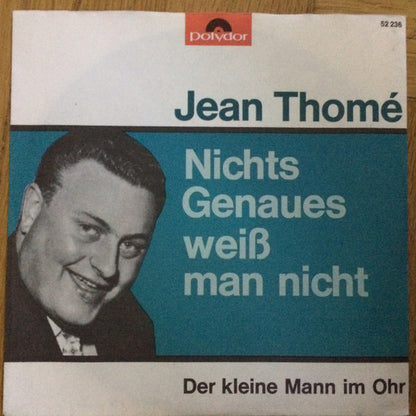 polydor
52 236
Jean Thomé
Nichts
Genaues
weiß
man nicht
Der kleine Mann im Ohr